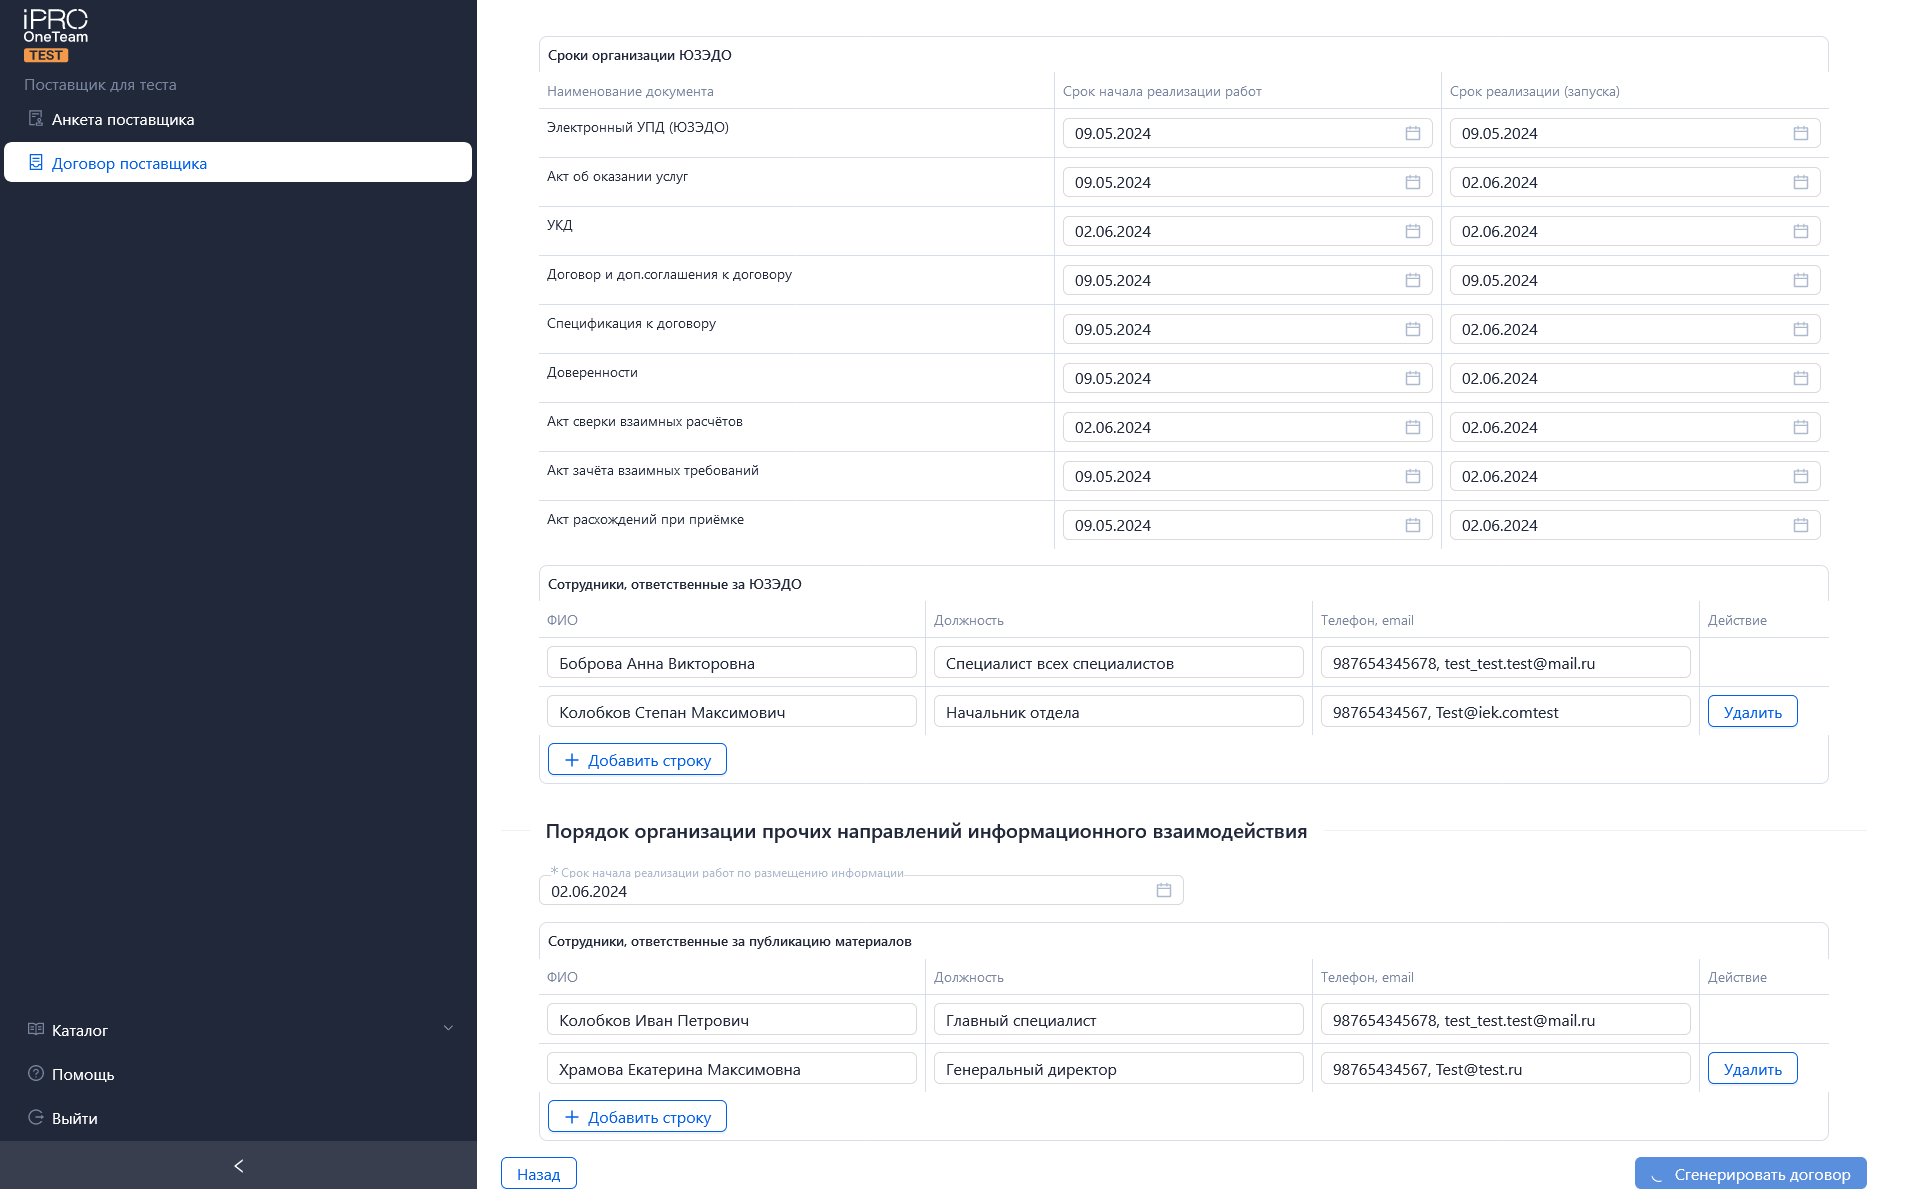 iPRO
OneTeam
TEST
Поставщик для теста
Анкета поставщика
Договор поставщика
Каталог
Помощь
Выйти
Сроки организации ЮЗЭДО
Наименование документа Срок начала реализации работ Срок реализации (запуска)
Электронный УПД (ЮЗЭДО) 09.05.2024 09.05.2024
Акт об оказании услуг 09.05.2024 02.06.2024
УКД 02.06.2024 02.06.2024
Договор и доп.соглашения к договору 09.05.2024 09.05.2024
Спецификация к договору 09.05.2024 02.06.2024
Доверенности 09.05.2024 02.06.2024
Акт сверки взаимных расчётов 02.06.2024 02.06.2024
Акт зачёта взаимных требований 09.05.2024 02.06.2024
Акт расхождений при приёмке 09.05.2024 02.06.2024
Сотрудники, ответственные за ЮЗЭДО
ФИО Должность Телефон, email Действие
Боброва Анна Викторовна Специалист всех специалистов 987654345678, test_test.test@mail.ru
Колобков Степан Максимович Начальник отдела 98765434567, Test@iek.comtest Удалить
+ Добавить строку
Порядок организации прочих направлений информационного взаимодействия
* Срок начала реализации работ по размещению информации
02.06.2024
Сотрудники, ответственные за публикацию материалов
ФИО Должность Телефон, email Действие
Колобков Иван Петрович Главный специалист 987654345678, test_test.test@mail.ru
Храмова Екатерина Максимовна Генеральный директор 98765434567, Test@test.ru Удалить
+ Добавить строку
Назад Сгенерировать договор